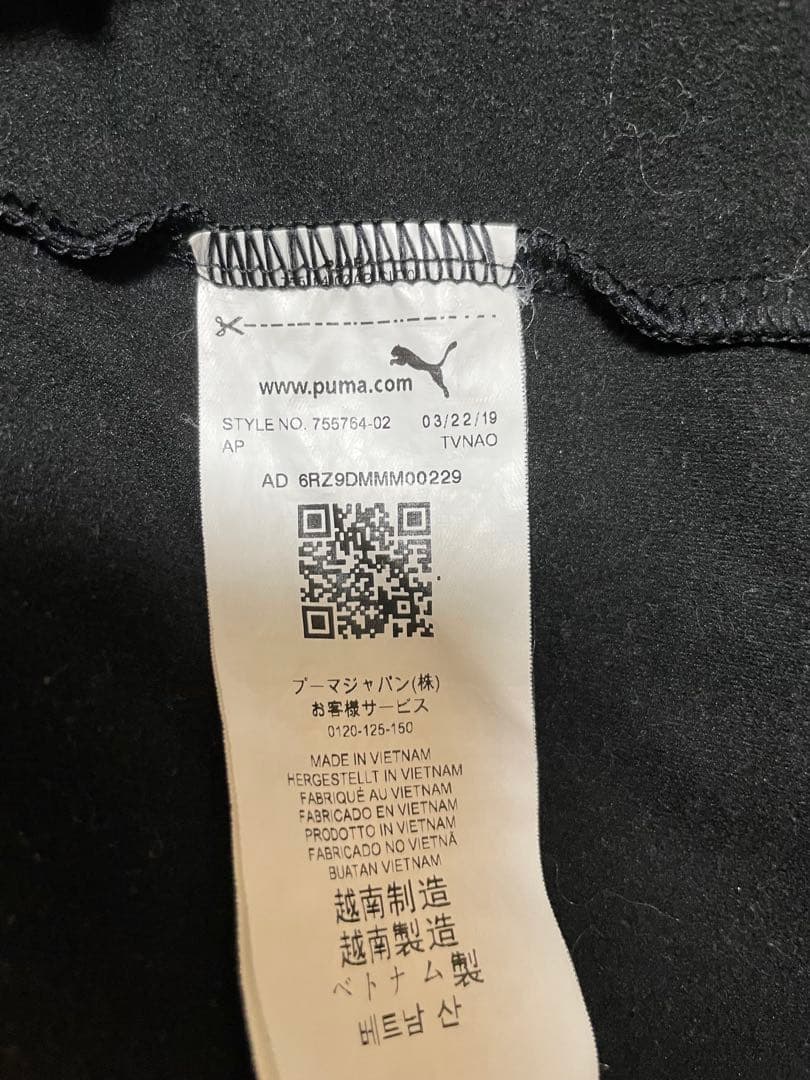 www.puma.com
STYLE NO. 755764-02 03/22/19
AP TVNAO
AD 6RZ9DMMM00229
プーマジャパン(株)
お客様サービス
0120-125-150
MADE IN VIETNAM
HERGESTELLT IN VIETNAM
FABRIQUÉ AU VIETNAM
FABRICADO EN VIETNAM
PRODOTTO IN VIETNAM
FABRICADO NO VIETNÃ
BUATAN VIETNAM
越南制造
越南製造
ベトナム製
베트남 산